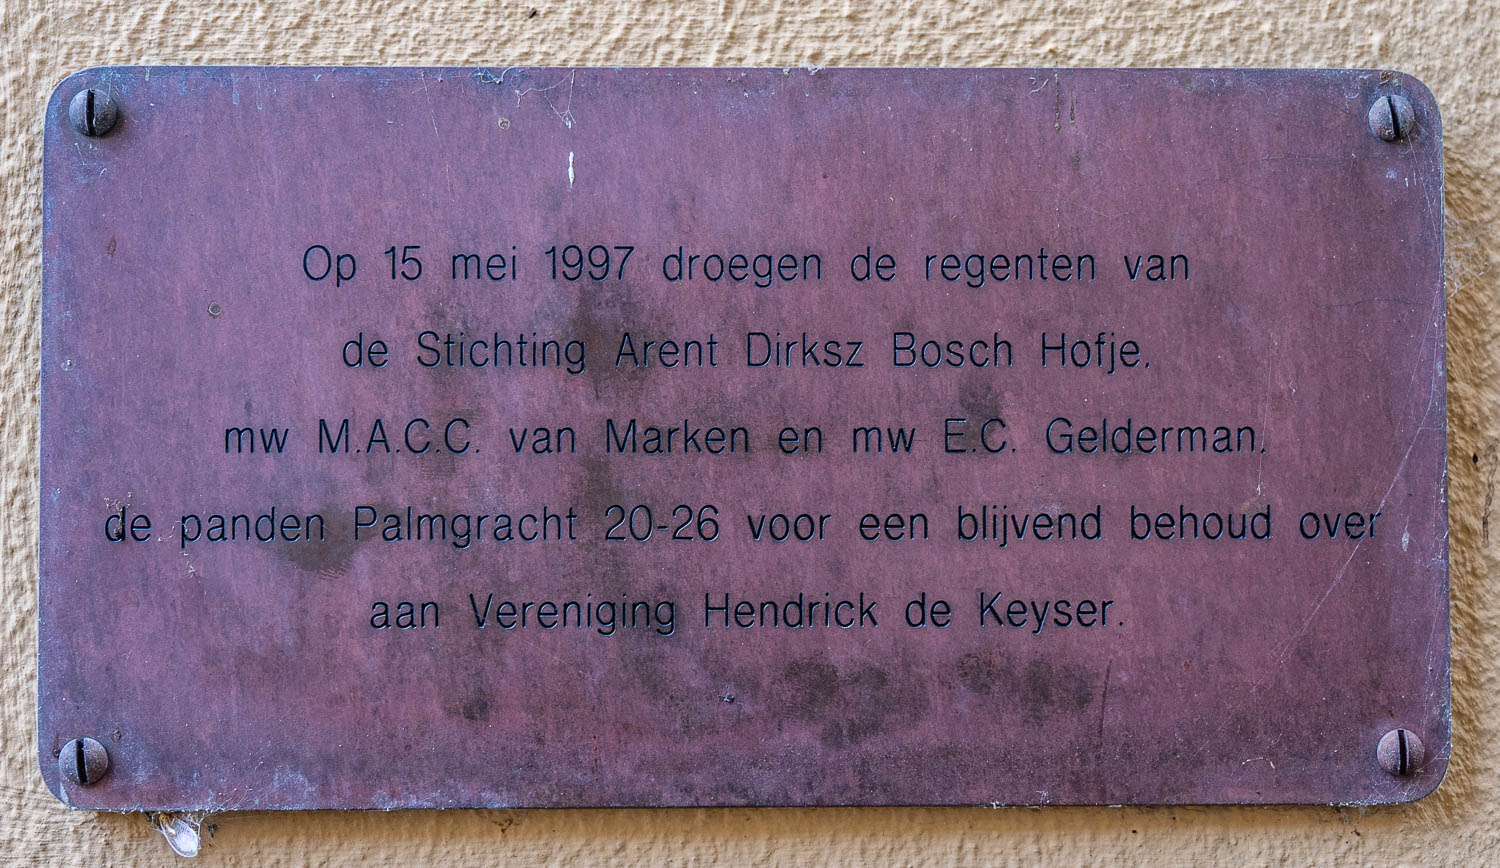 Op 15 mei 1997 droegen de regenten van
de Stichting Arent Dirksz Bosch Hofje,
mw M.A.C.C. van Marken en mw E.C. Gelderman,
de panden Palmgracht 20-26 voor een blijvend behoud over
aan Vereniging Hendrick de Keyser.